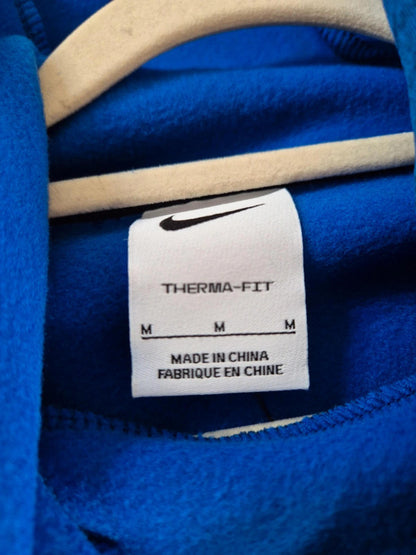 THERMA-FIT
M M M
MADE IN CHINA
FABRIQUE EN CHINE